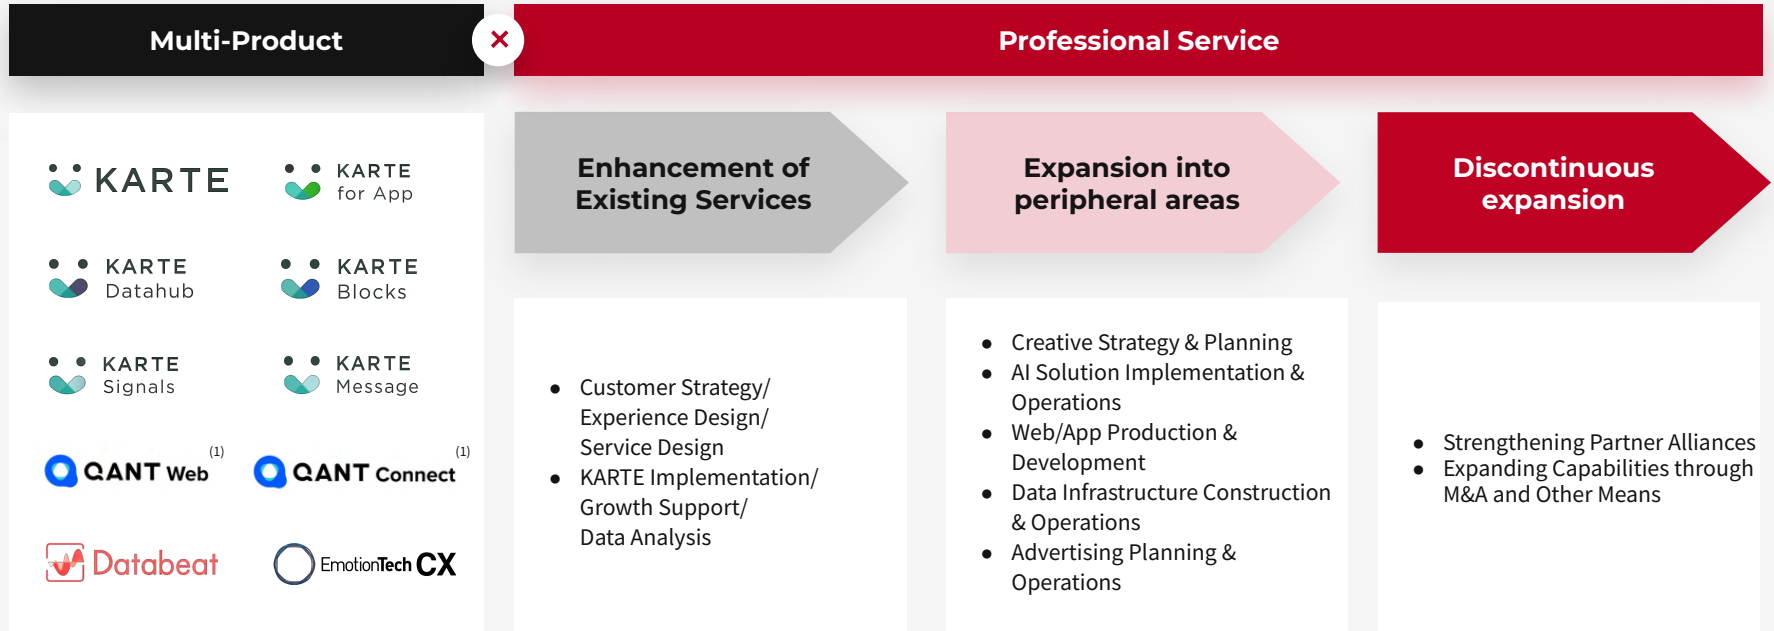 Multi-Product
×
Professional Service
KARTE
KARTE
for App
KARTE
Datahub
KARTE
Blocks
KARTE
Signals
KARTE
Message
QANT Web (1)
QANT Connect (1)
Databeat
EmotionTech CX
Enhancement of
Existing Services
● Customer Strategy/
Experience Design/
Service Design
● KARTE Implementation/
Growth Support/
Data Analysis
Expansion into
peripheral areas
● Creative Strategy & Planning
● AI Solution Implementation &
Operations
● Web/App Production &
Development
● Data Infrastructure Construction
& Operations
● Advertising Planning &
Operations
Discontinuous
expansion
● Strengthening Partner Alliances
● Expanding Capabilities through
M&A and Other Means